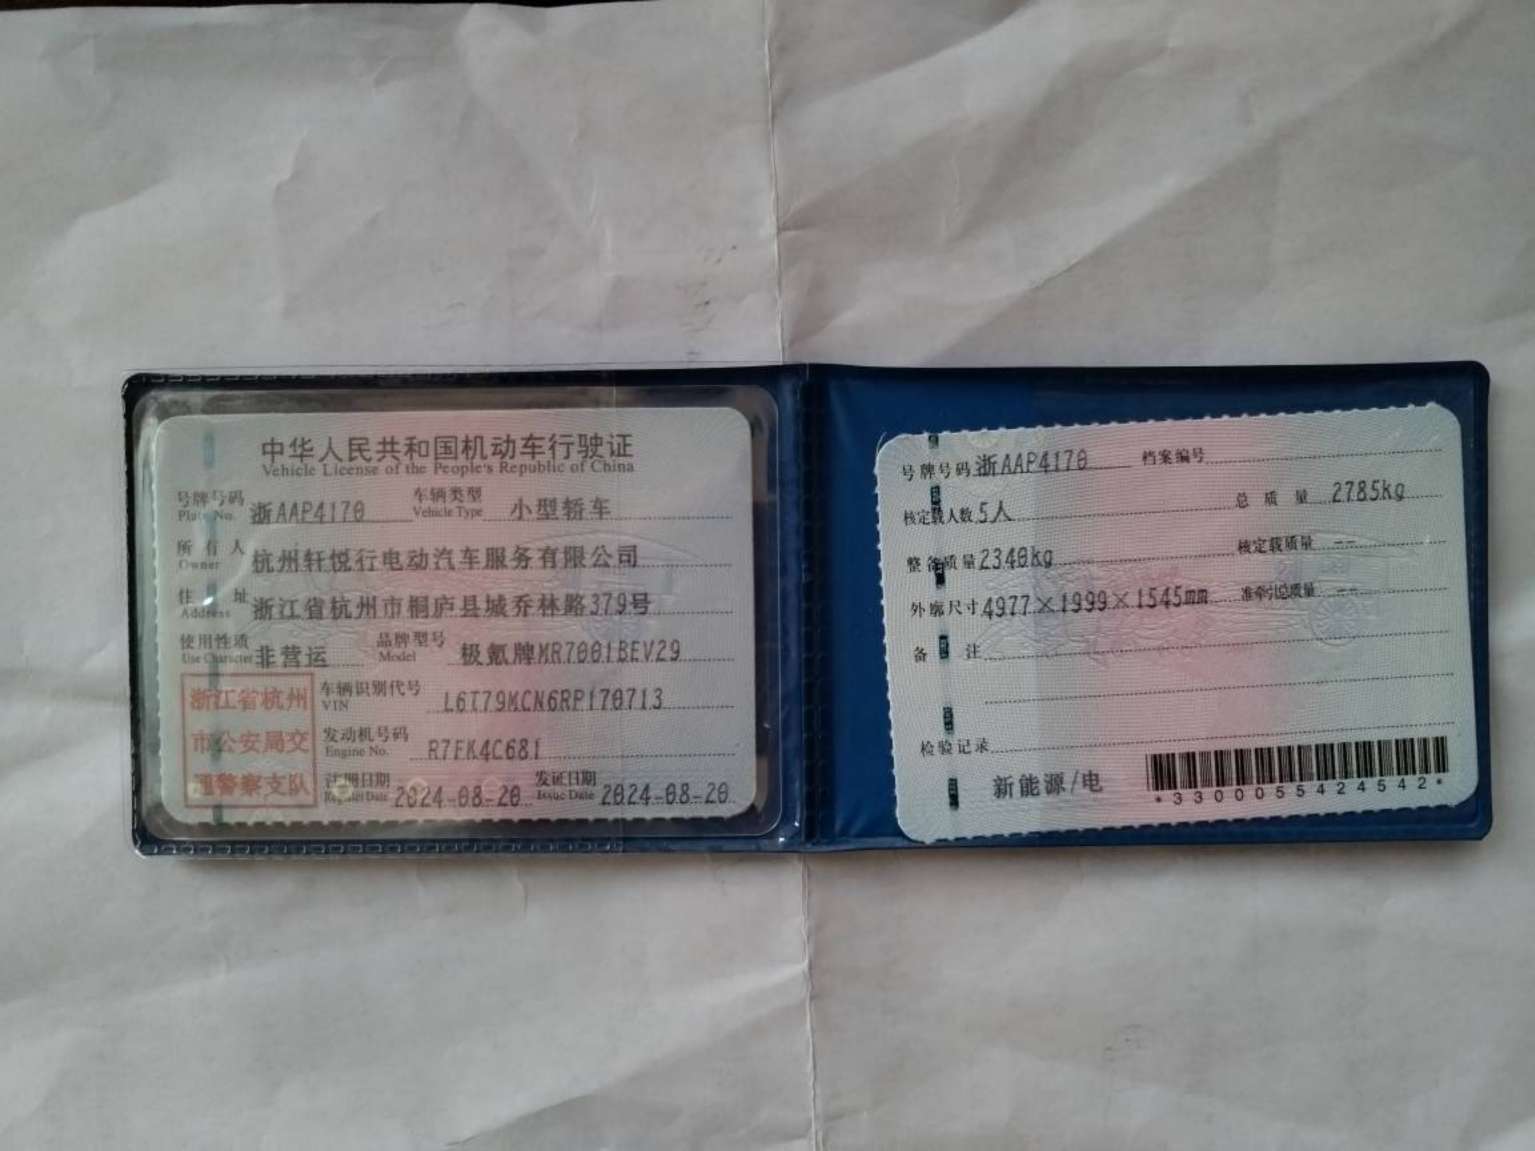 中华人民共和国机动车行驶证
Vehicle License of the People's Republic of China
号牌号码 浙AAP4170 车辆类型 小型轿车
Plate No. Vehicle Type
所有人 杭州轩悦行电动汽车服务有限公司
Owner
住址 浙江省杭州市桐庐县城乔林路379号
Address
使用性质 非营运 品牌型号 极氪牌MR7001BEV29
Use Character Model
浙江省杭州
市公安局交
通警察支队
车辆识别代号 L6T79MCN6RP170713
VIN
发动机号码 R7FK4C681
Engine No.
注册日期 2024-08-20 发证日期 2024-08-20
Register Date Issue Date
号牌号码 浙AAP4170 档案编号
核定载人数 5人 总质量 2785kg
整备质量 2340kg 核定载质量 --
外廓尺寸 4977×1999×1545mm 准牵引总质量 --
备注
检验记录
新能源/电
*3300055424542*